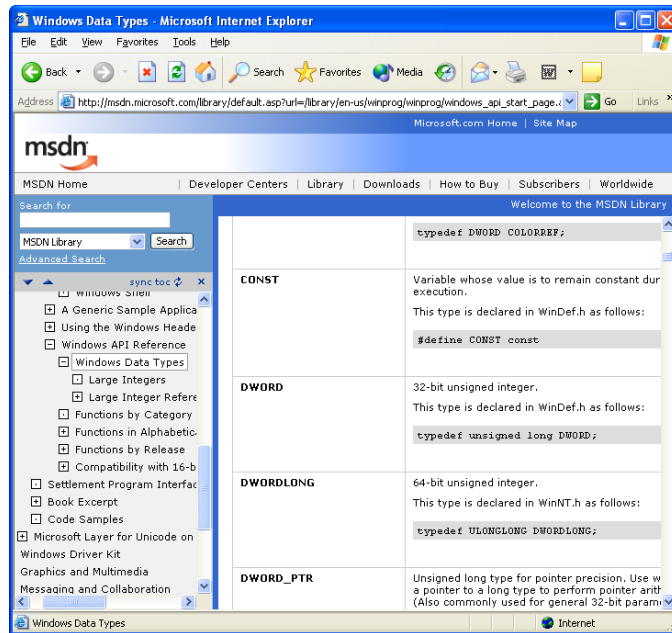 Windows Data Types - Microsoft Internet Explorer
File Edit View Favorites Tools Help
Back Search Favorites Media
Address http://msdn.microsoft.com/library/default.asp?url=/library/en-us/winprog/winprog/windows_api_start_page. Go Links »
Microsoft.com Home | Site Map
msdn
MSDN Home | Developer Centers | Library | Downloads | How to Buy | Subscribers | Worldwide
Search for
Welcome to the MSDN Library
MSDN Library Search
Advanced Search
sync toc ×
Windows Shell
A Generic Sample Applica
Using the Windows Heade
Windows API Reference
Windows Data Types
Large Integers
Large Integer Refere
Functions by Category
Functions in Alphabetic
Functions by Release
Compatibility with 16-b
Settlement Program Interfac
Book Excerpt
Code Samples
Microsoft Layer for Unicode on
Windows Driver Kit
Graphics and Multimedia
Messaging and Collaboration
typedef DWORD COLORREF;
CONST
Variable whose value is to remain constant dur
execution.
This type is declared in WinDef.h as follows:
#define CONST const
DWORD
32-bit unsigned integer.
This type is declared in WinDef.h as follows:
typedef unsigned long DWORD;
DWORDLONG
64-bit unsigned integer.
This type is declared in WinNT.h as follows:
typedef ULONGLONG DWORDLONG;
DWORD_PTR
Unsigned long type for pointer precision. Use w
a pointer to a long type to perform pointer arith
(Also commonly used for general 32-bit param
Windows Data Types
Internet